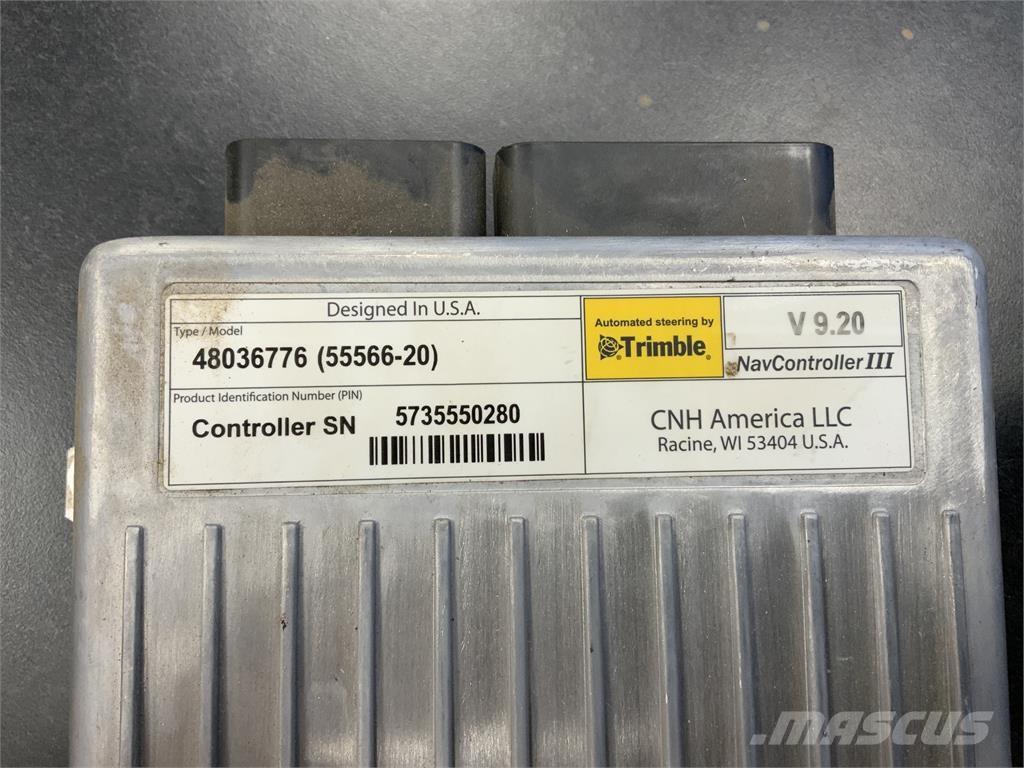 Designed In U.S.A.
Type / Model
48036776 (55566-20)
Product Identification Number (PIN)
Controller SN 5735550280
Automated steering by
Trimble®
V 9.20
NavController III
CNH America LLC
Racine, WI 53404 U.S.A.
MASCUS